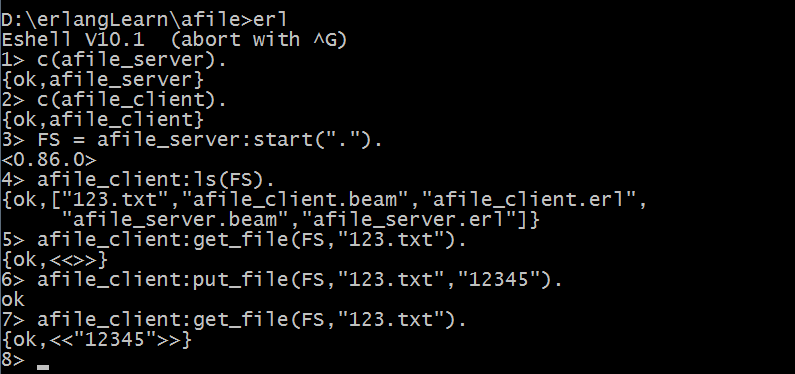 D:\erlangLearn\afile>erl
Eshell V10.1  (abort with ^G)
1> c(afile_server).
{ok,afile_server}
2> c(afile_client).
{ok,afile_client}
3> FS = afile_server:start(".").
<0.86.0>
4> afile_client:ls(FS).
{ok,["123.txt","afile_client.beam","afile_client.erl",
     "afile_server.beam","afile_server.erl"]}
5> afile_client:get_file(FS,"123.txt").
{ok,<<>>}
6> afile_client:put_file(FS,"123.txt","12345").
ok
7> afile_client:get_file(FS,"123.txt").
{ok,<<"12345">>}
8>